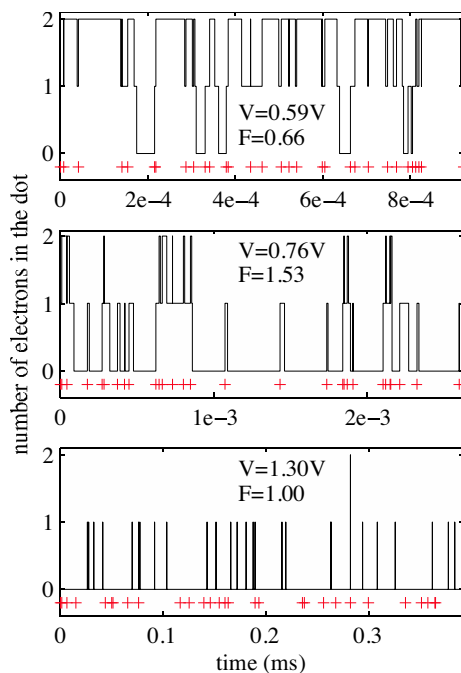 2
1
0
V=0.59V
F=0.66
0 2e-4 4e-4 6e-4 8e-4
number of electrons in the dot
2
1
0
V=0.76V
F=1.53
0 1e-3 2e-3
2
1
0
V=1.30V
F=1.00
0 0.1 0.2 0.3
time (ms)